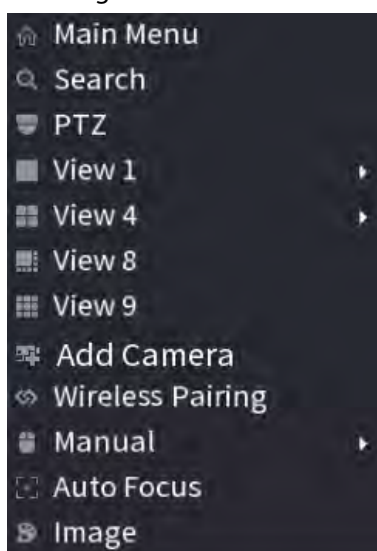 Main Menu
Search
PTZ
View 1
View 4
View 8
View 9
Add Camera
Wireless Pairing
Manual
Auto Focus
Image